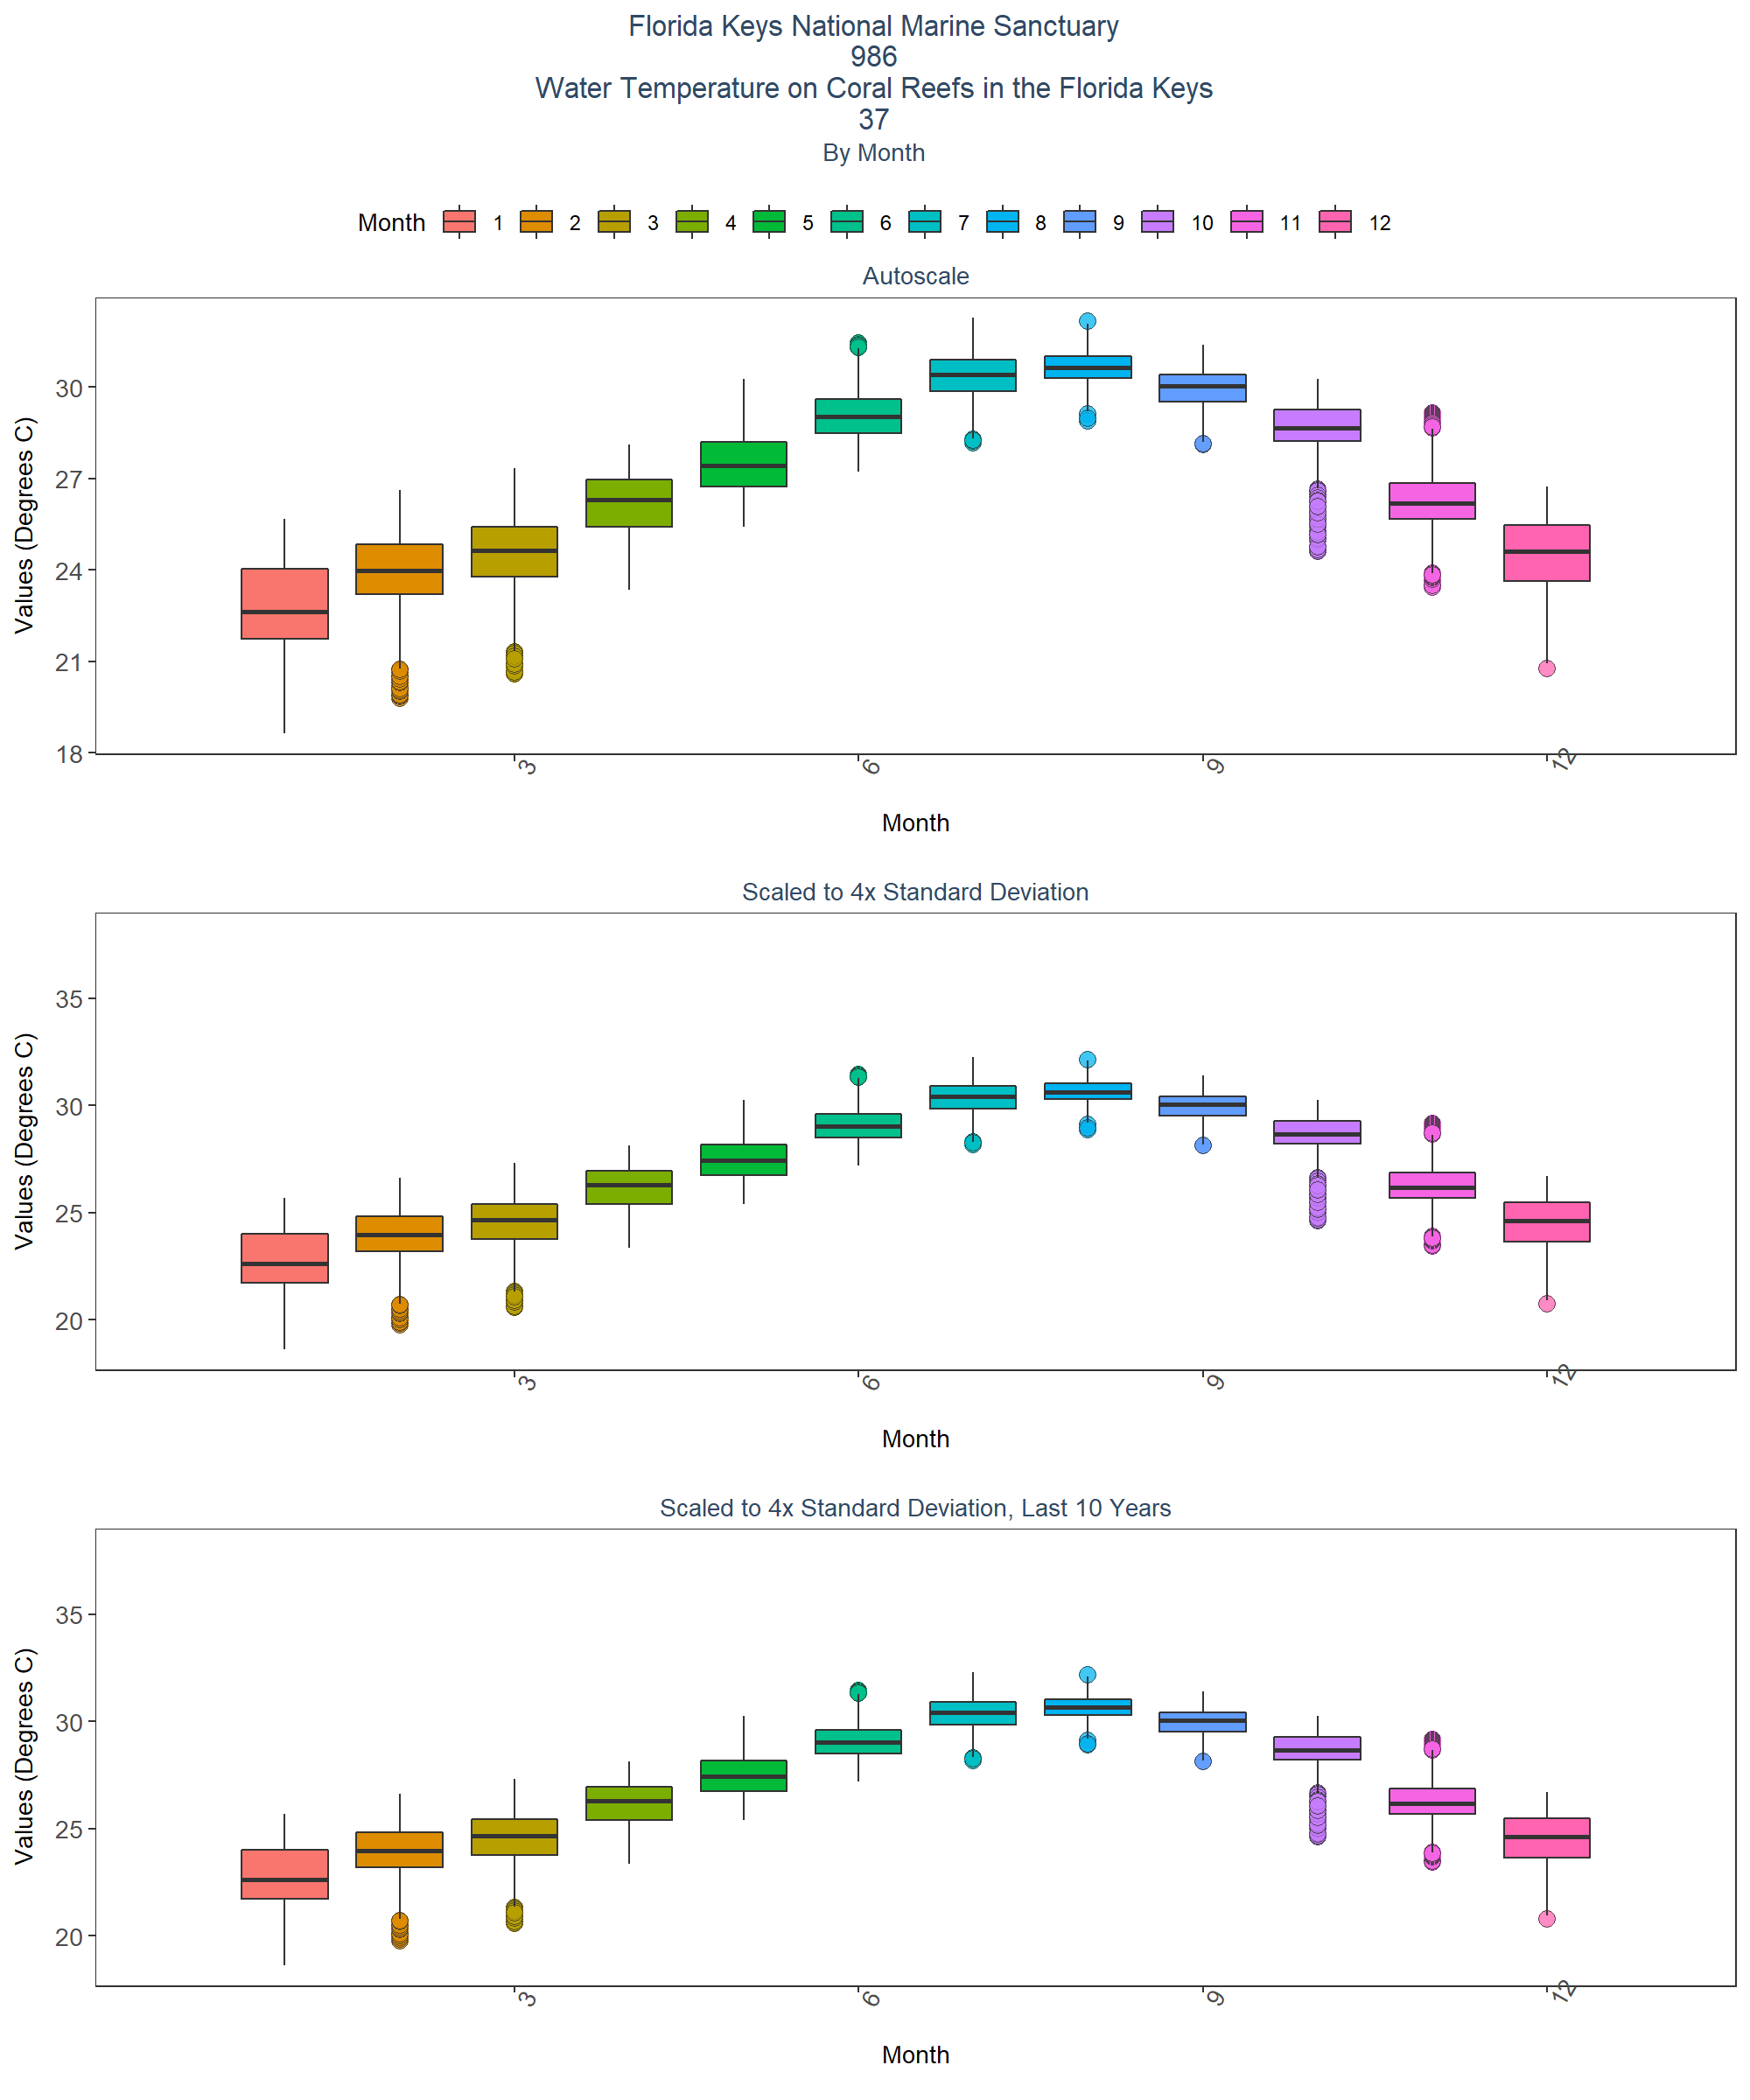 Florida Keys National Marine Sanctuary
986
Water Temperature on Coral Reefs in the Florida Keys
37
By Month
Month 1 2 3 4 5 6 7 8 9 10 11 12
Autoscale
Values (Degrees C)
30
27
24
21
18
3 6 9 12
Month
Scaled to 4x Standard Deviation
Values (Degrees C)
35
30
25
20
3 6 9 12
Month
Scaled to 4x Standard Deviation, Last 10 Years
Values (Degrees C)
35
30
25
20
3 6 9 12
Month